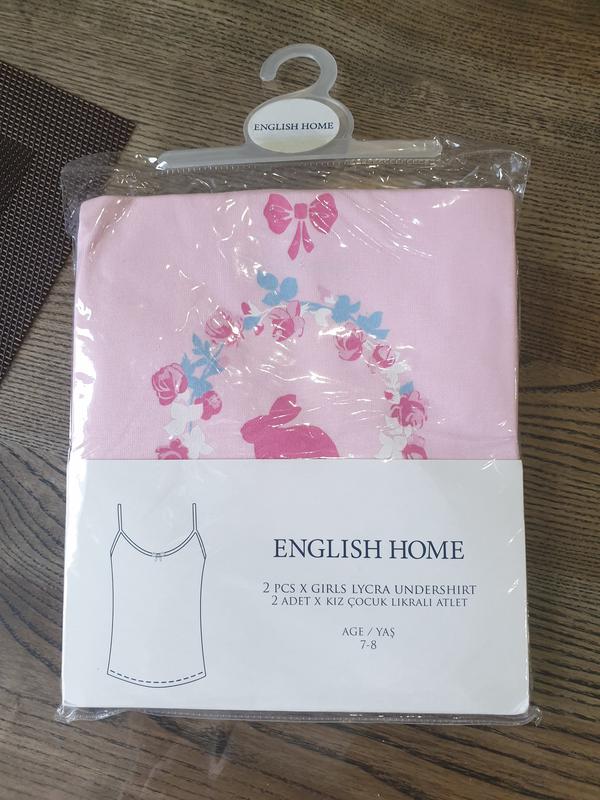 ENGLISH HOME
ENGLISH HOME
2 PCS X GIRLS LYCRA UNDERSHIRT
2 ADET X KIZ ÇOCUK LIKRALI ATLET
AGE / YAŞ
7-8